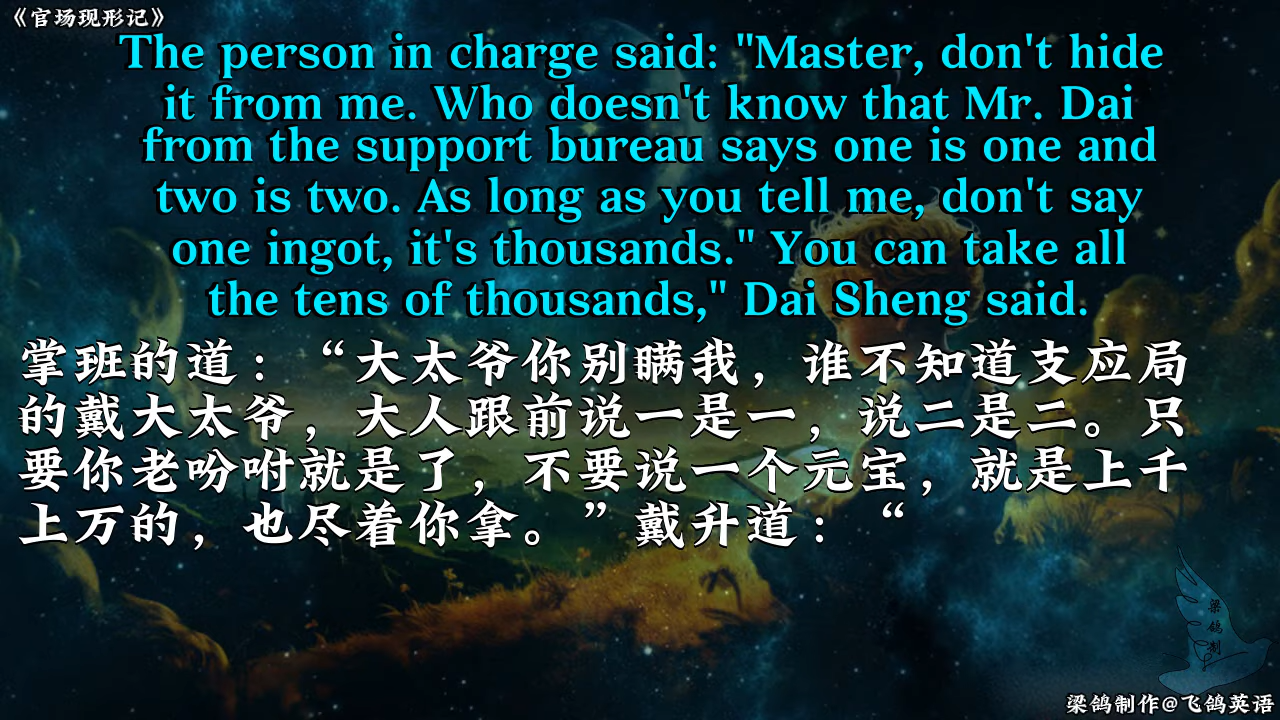 《官场现形记》
The person in charge said: "Master, don't hide
it from me. Who doesn't know that Mr. Dai
from the support bureau says one is one and
two is two. As long as you tell me, don't say
one ingot, it's thousands." You can take all
the tens of thousands," Dai Sheng said.
掌班的道：“大太爷你别瞒我，谁不知道支应局
的戴大太爷，大人跟前说一是一，说二是二。只
要你老吩咐就是了，不要说一个元宝，就是上千
上万的，也尽着你拿。”戴升道：“
梁鸽制
梁鸽制作@飞鸽英语